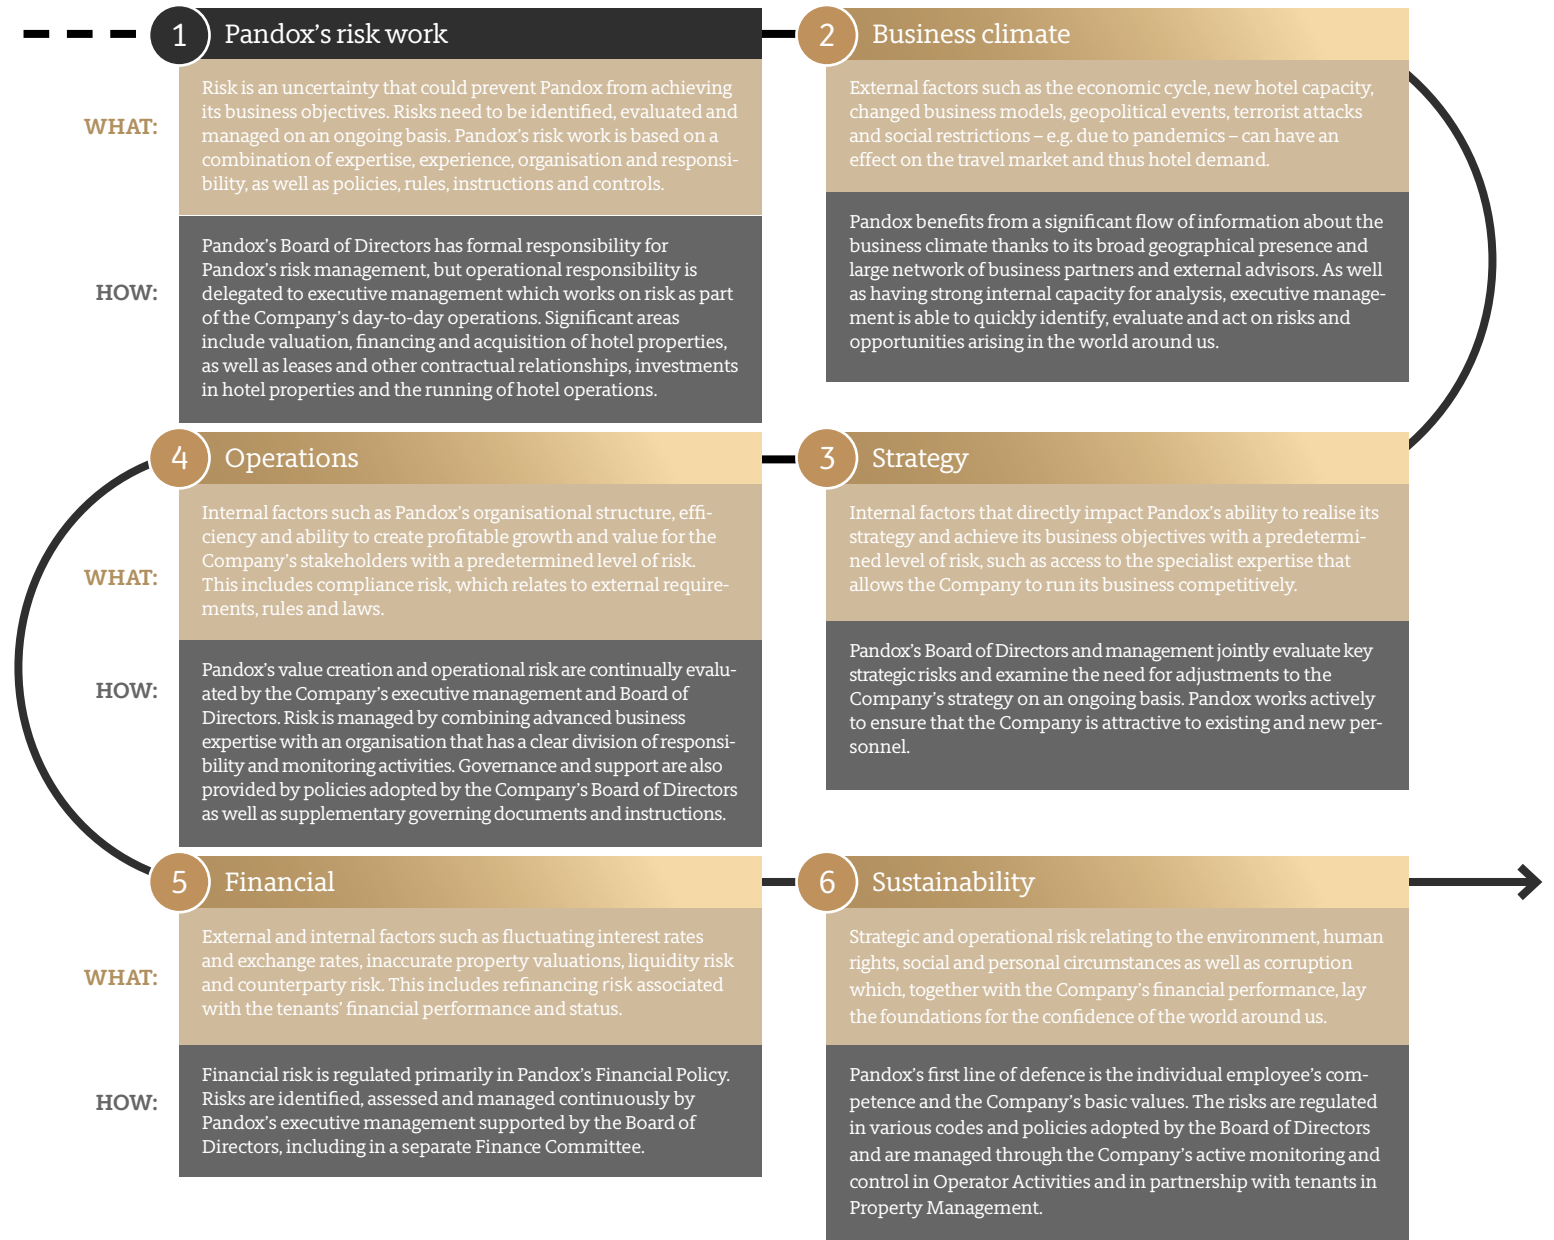 1 Pandox’s risk work
WHAT:
Risk is an uncertainty that could prevent Pandox from achieving
its business objectives. Risks need to be identified, evaluated and
managed on an ongoing basis. Pandox’s risk work is based on a
combination of expertise, experience, organisation and responsi-
bility, as well as policies, rules, instructions and controls.
HOW:
Pandox’s Board of Directors has formal responsibility for
Pandox’s risk management, but operational responsibility is
delegated to executive management which works on risk as part
of the Company’s day-to-day operations. Significant areas
include valuation, financing and acquisition of hotel properties,
as well as leases and other contractual relationships, investments
in hotel properties and the running of hotel operations.
2 Business climate
External factors such as the economic cycle, new hotel capacity,
changed business models, geopolitical events, terrorist attacks
and social restrictions – e.g. due to pandemics – can have an
effect on the travel market and thus hotel demand.
Pandox benefits from a significant flow of information about the
business climate thanks to its broad geographical presence and
large network of business partners and external advisors. As well
as having strong internal capacity for analysis, executive manage-
ment is able to quickly identify, evaluate and act on risks and
opportunities arising in the world around us.
3 Strategy
Internal factors that directly impact Pandox’s ability to realise its
strategy and achieve its business objectives with a predetermi-
ned level of risk, such as access to the specialist expertise that
allows the Company to run its business competitively.
Pandox’s Board of Directors and management jointly evaluate key
strategic risks and examine the need for adjustments to the
Company’s strategy on an ongoing basis. Pandox works actively
to ensure that the Company is attractive to existing and new per-
sonnel.
4 Operations
WHAT:
Internal factors such as Pandox’s organisational structure, effi-
ciency and ability to create profitable growth and value for the
Company’s stakeholders with a predetermined level of risk.
This includes compliance risk, which relates to external require-
ments, rules and laws.
HOW:
Pandox’s value creation and operational risk are continually evalu-
ated by the Company’s executive management and Board of
Directors. Risk is managed by combining advanced business
expertise with an organisation that has a clear division of responsi-
bility and monitoring activities. Governance and support are also
provided by policies adopted by the Company’s Board of Directors
as well as supplementary governing documents and instructions.
5 Financial
WHAT:
External and internal factors such as fluctuating interest rates
and exchange rates, inaccurate property valuations, liquidity risk
and counterparty risk. This includes refinancing risk associated
with the tenants’ financial performance and status.
HOW:
Financial risk is regulated primarily in Pandox’s Financial Policy.
Risks are identified, assessed and managed continuously by
Pandox’s executive management supported by the Board of
Directors, including in a separate Finance Committee.
6 Sustainability
Strategic and operational risk relating to the environment, human
rights, social and personal circumstances as well as corruption
which, together with the Company’s financial performance, lay
the foundations for the confidence of the world around us.
Pandox’s first line of defence is the individual employee’s com-
petence and the Company’s basic values. The risks are regulated
in various codes and policies adopted by the Board of Directors
and are managed through the Company’s active monitoring and
control in Operator Activities and in partnership with tenants in
Property Management.